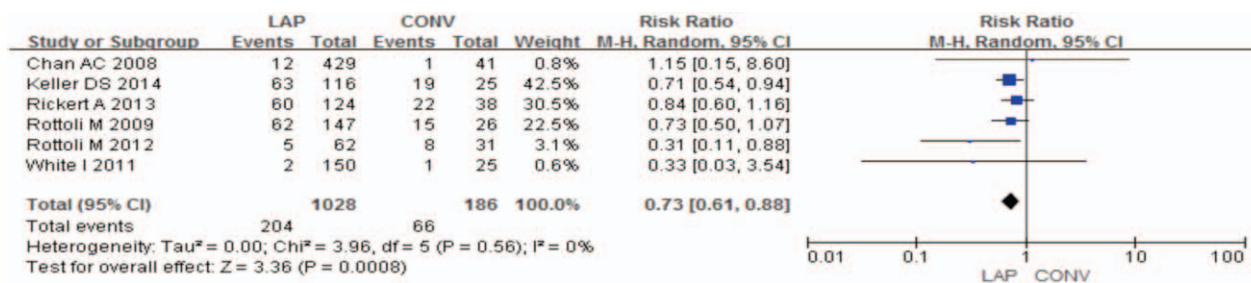 LAP CONV Risk Ratio Risk Ratio
Study or Subgroup Events Total Events Total Weight M-H, Random, 95% CI M-H, Random, 95% CI
Chan AC 2008 12 429 1 41 0.8% 1.15 [0.15, 8.60]
Keller DS 2014 63 116 19 25 42.5% 0.71 [0.54, 0.94]
Rickert A 2013 60 124 22 38 30.5% 0.84 [0.60, 1.16]
Rottoli M 2009 62 147 15 26 22.5% 0.73 [0.50, 1.07]
Rottoli M 2012 5 62 8 31 3.1% 0.31 [0.11, 0.88]
White I 2011 2 150 1 25 0.6% 0.33 [0.03, 3.54]
Total (95% CI) 1028 186 100.0% 0.73 [0.61, 0.88]
Total events 204 66
Heterogeneity: Tau² = 0.00; Chi² = 3.96, df = 5 (P = 0.56); I² = 0%
Test for overall effect: Z = 3.36 (P = 0.0008)
0.01 0.1 1 10 100
LAP CONV